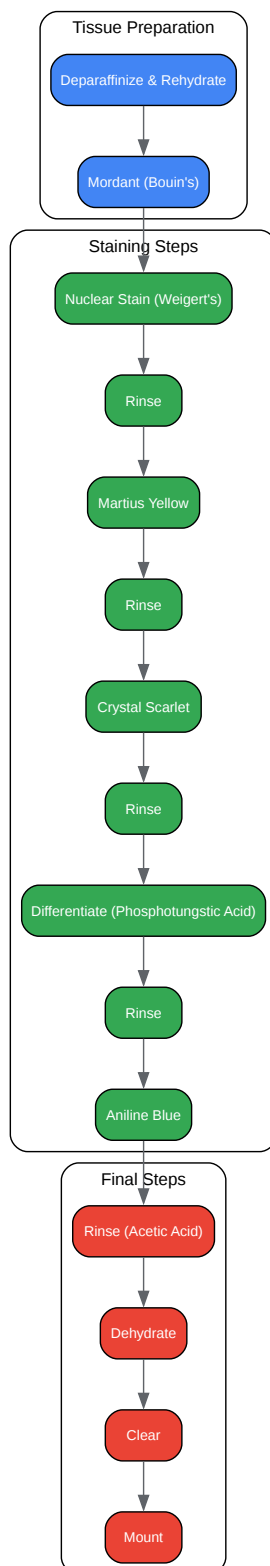 Tissue Preparation
Deparaffinize & Rehydrate
Mordant (Bouin's)
Staining Steps
Nuclear Stain (Weigert's)
Rinse
Martius Yellow
Rinse
Crystal Scarlet
Rinse
Differentiate (Phosphotungstic Acid)
Rinse
Aniline Blue
Final Steps
Rinse (Acetic Acid)
Dehydrate
Clear
Mount